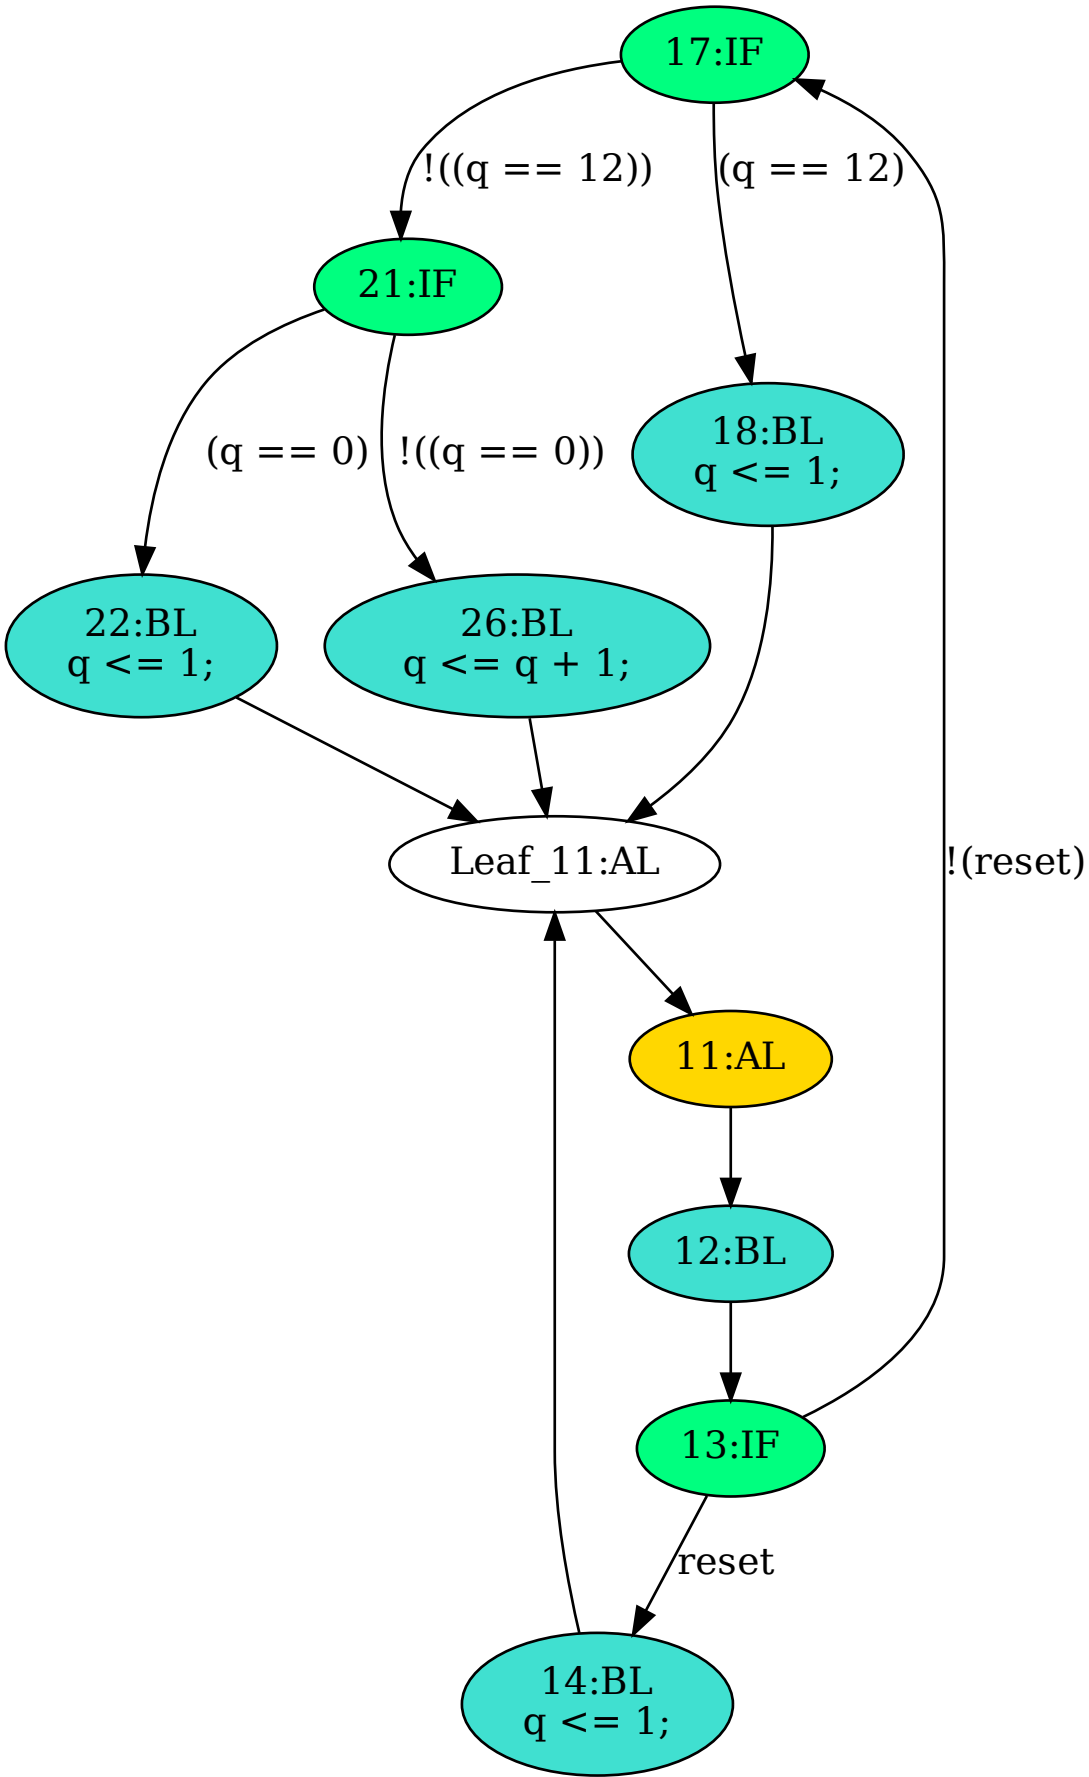 17:IF
!((q == 12))
(q == 12)
21:IF
18:BL
q <= 1;
(q == 0)
!((q == 0))
22:BL
q <= 1;
26:BL
q <= q + 1;
Leaf_11:AL
!(reset)
11:AL
12:BL
13:IF
reset
14:BL
q <= 1;